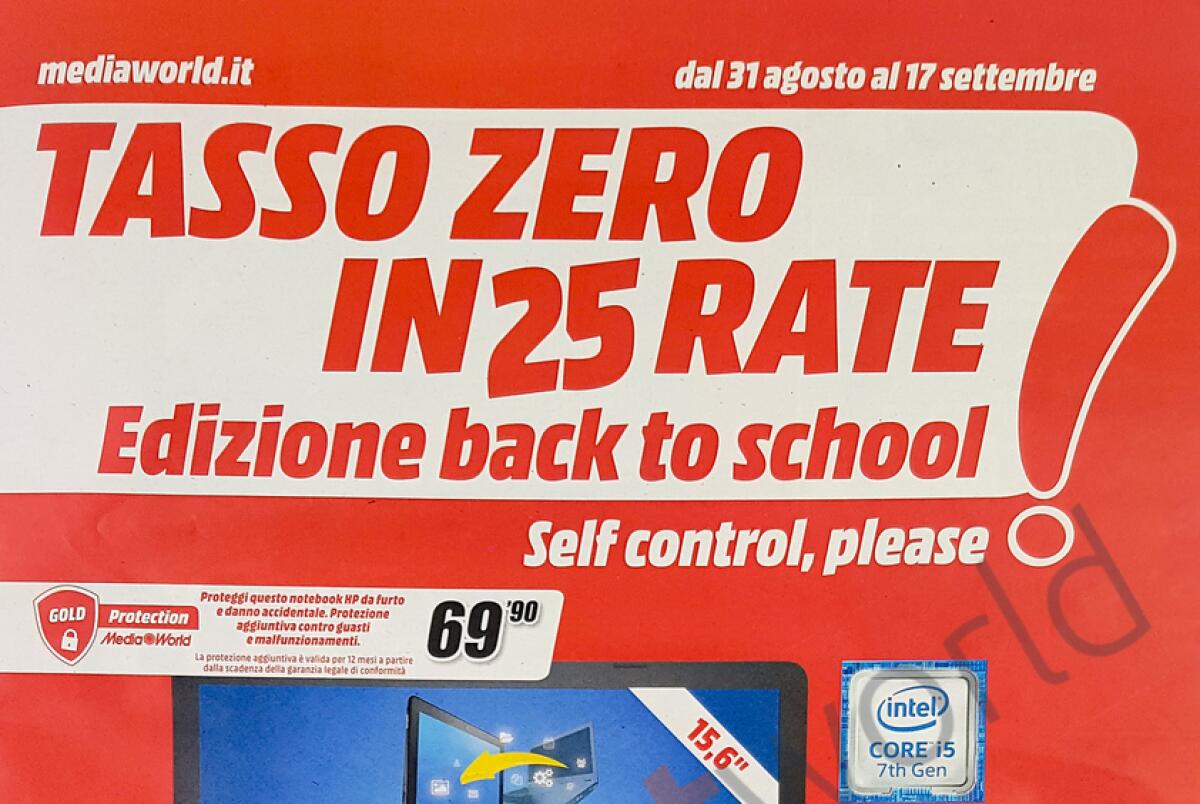 mediaworld.it
dal 31 agosto al 17 settembre
TASSO ZERO
IN 25 RATE
!
Edizione back to school
Self control, please
GOLD Protection
MediaWorld
Proteggi questo notebook HP da furto
e danno accidentale. Protezione
aggiuntiva contro guasti
e malfunzionamenti.
La protezione aggiuntiva è valida per 12 mesi a partire
dalla scadenza della garanzia legale di conformità
69'90
15,6"
intel
CORE i5
7th Gen